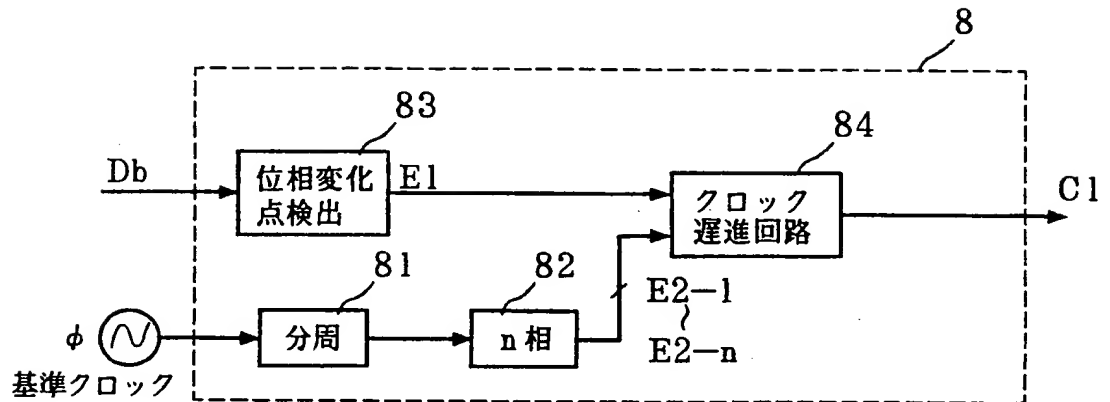 8
83
84
Db
位相変化
点検出
E1
クロック
遅進回路
C1
81
82
E2-1
~
E2-n
φ
分周
n相
基準クロック